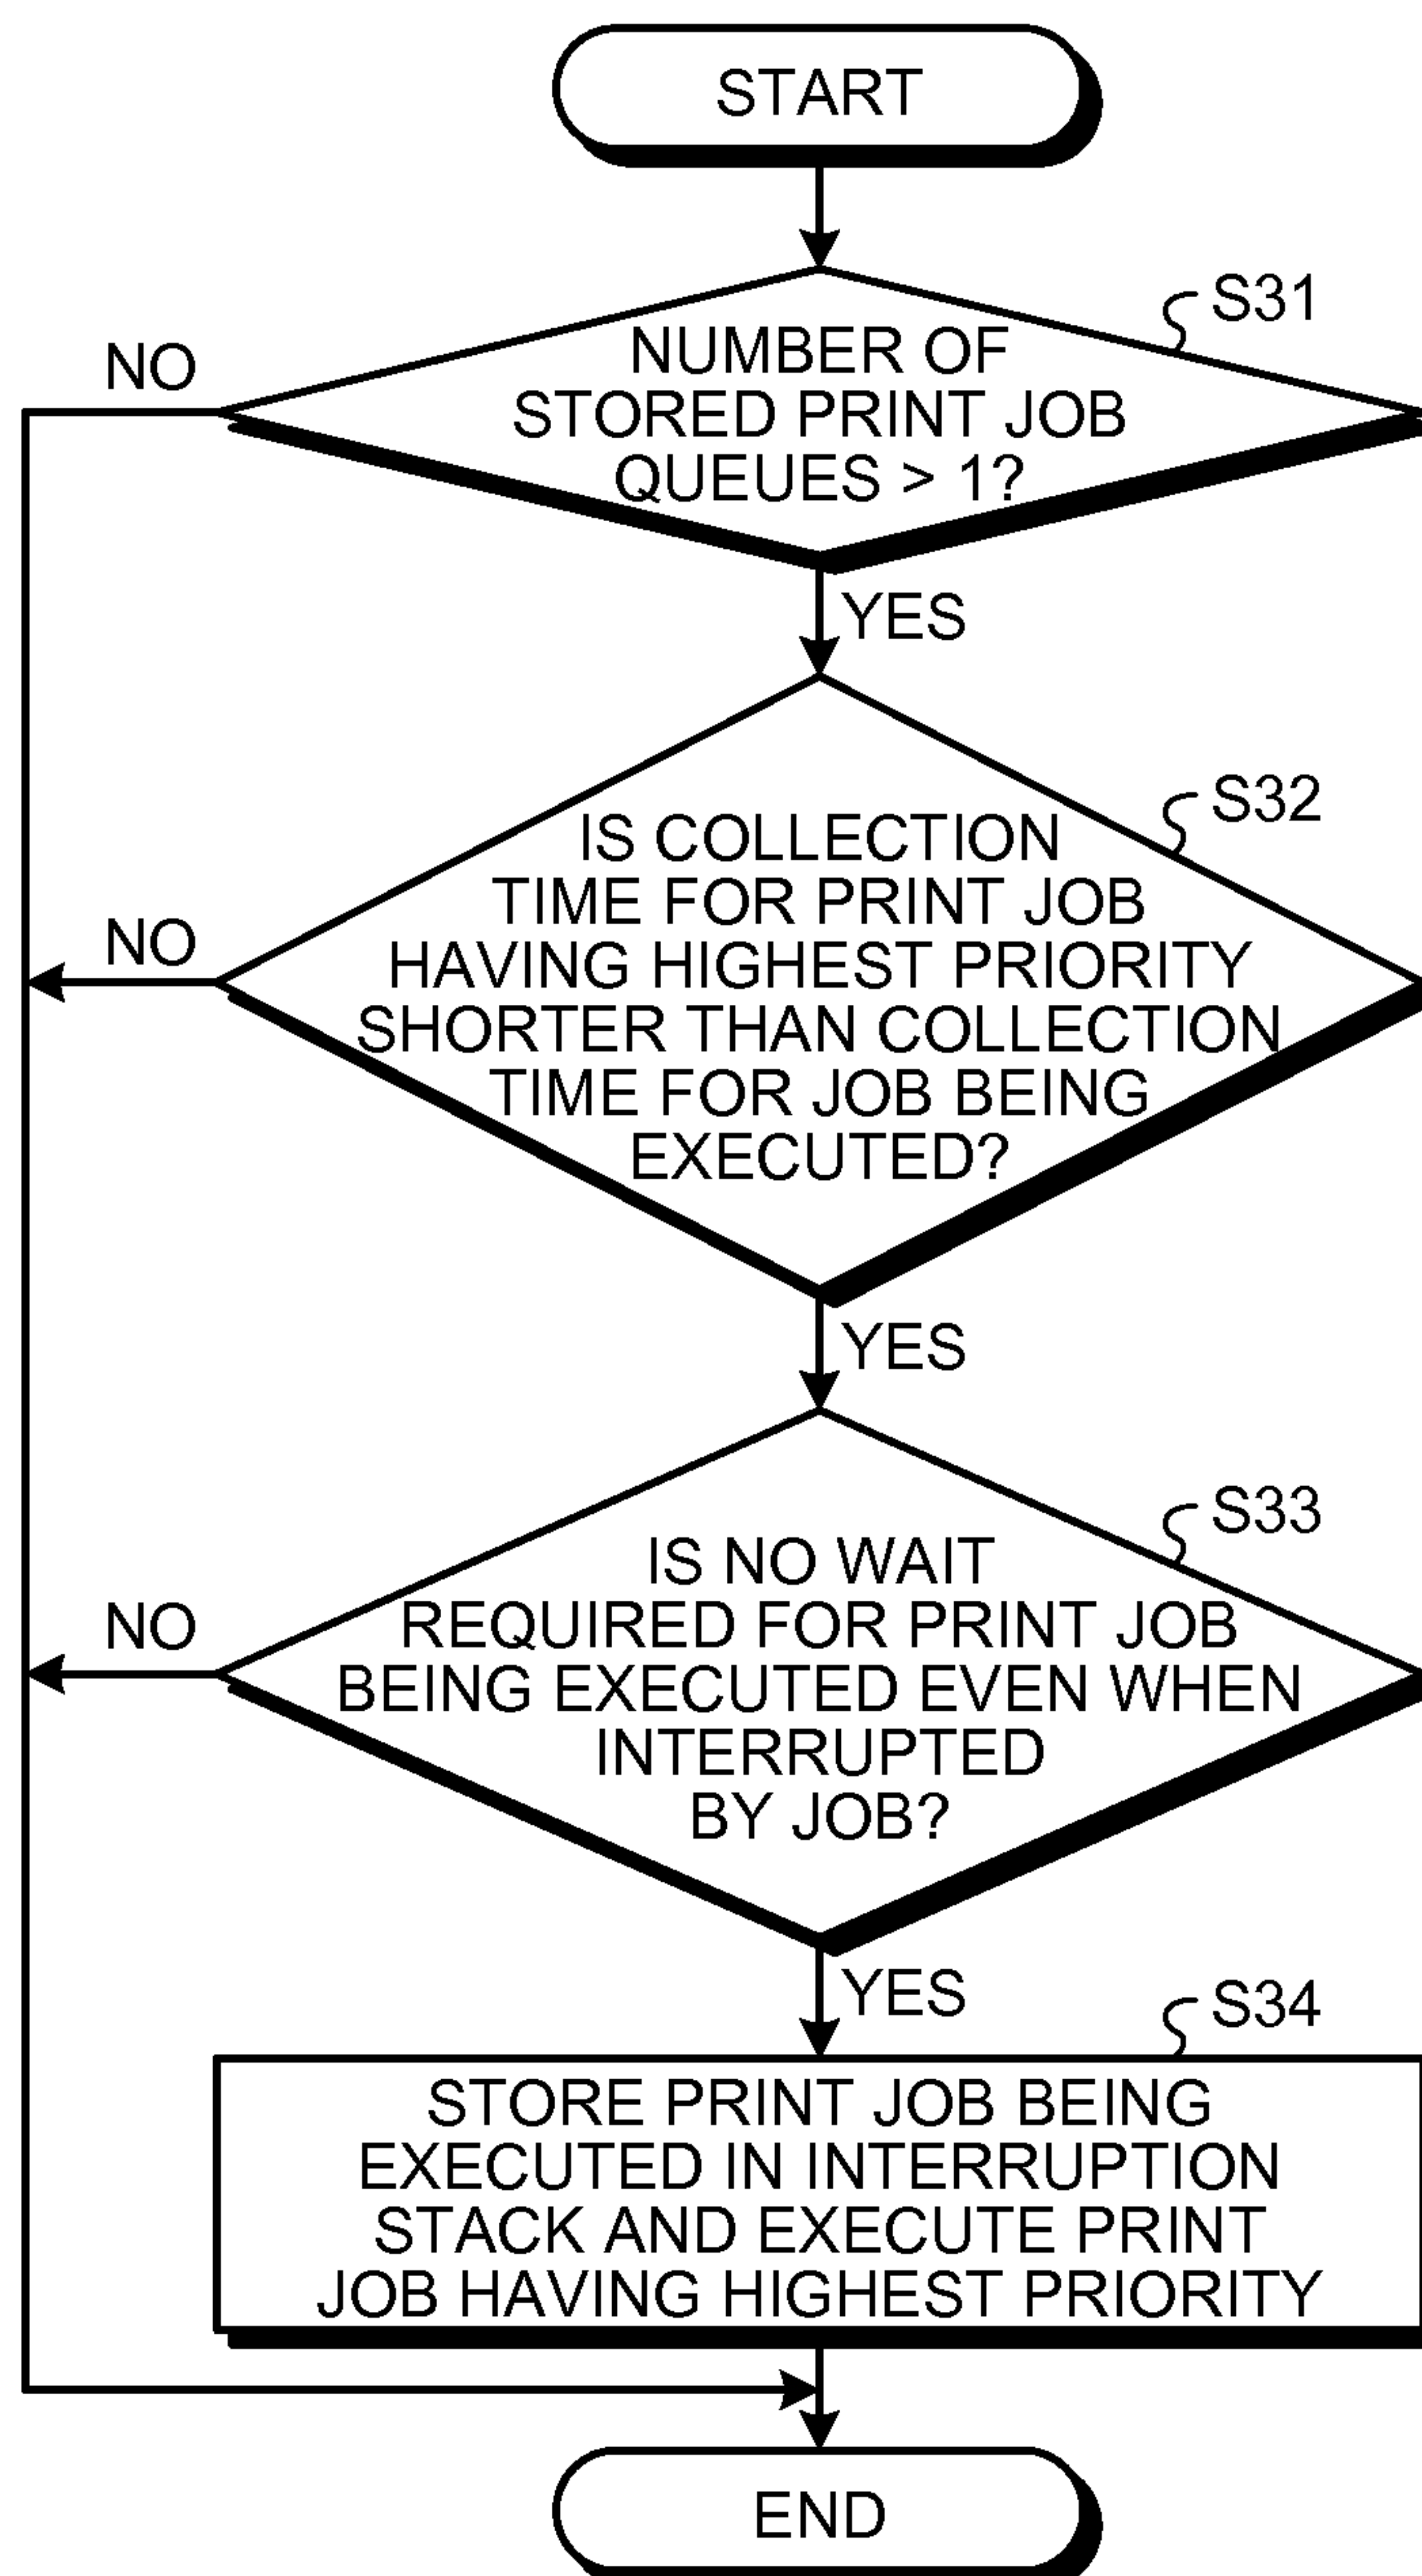 START
S31
NO
NUMBER OF
STORED PRINT JOB
QUEUES > 1?
YES
S32
IS COLLECTION
TIME FOR PRINT JOB
NO
HAVING HIGHEST PRIORITY
SHORTER THAN COLLECTION
TIME FOR JOB BEING
EXECUTED?
YES
S33
IS NO WAIT
NO
REQUIRED FOR PRINT JOB
BEING EXECUTED EVEN WHEN
INTERRUPTED
BY JOB?
YES
S34
STORE PRINT JOB BEING
EXECUTED IN INTERRUPTION
STACK AND EXECUTE PRINT
JOB HAVING HIGHEST PRIORITY
END